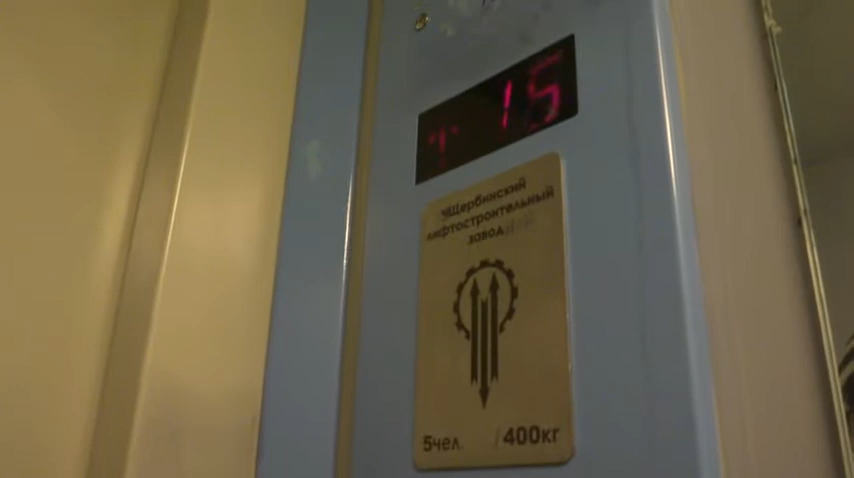 15
Щербинский
лифтостроительный
завод
5чел. /400кг